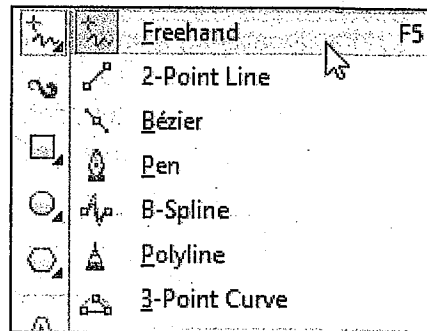 Freehand F5
2-Point Line
Bézier
Pen
B-Spline
Polyline
3-Point Curve